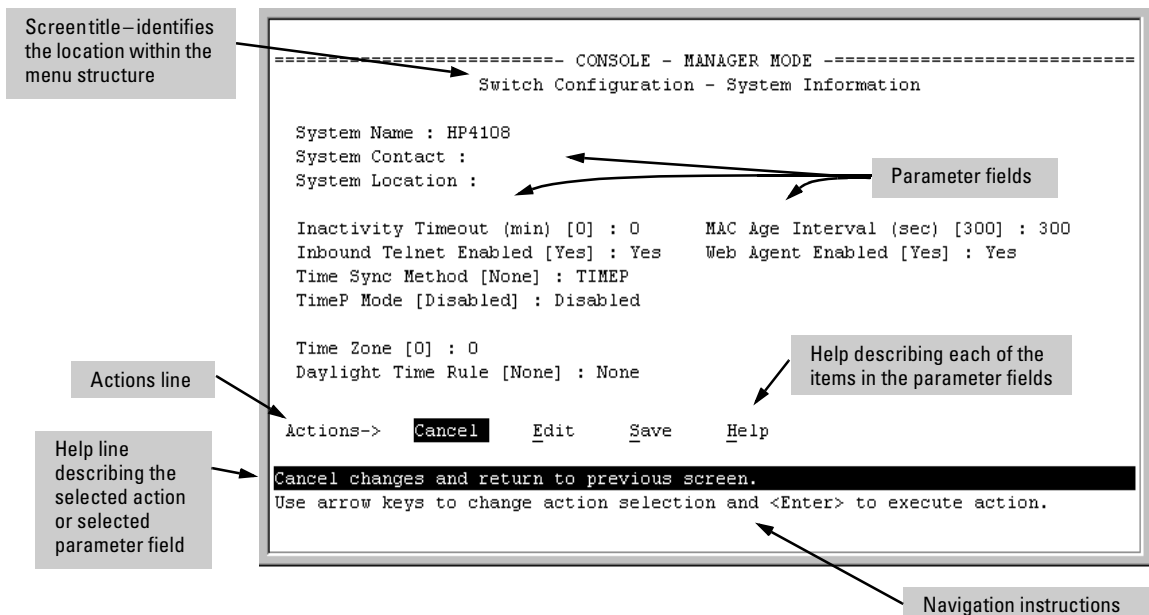 Screen title – identifies
the location within the
menu structure
===========================- CONSOLE - MANAGER MODE -============================
Switch Configuration - System Information
System Name : HP4108
System Contact :
System Location :
Parameter fields
Inactivity Timeout (min) [0] : 0 MAC Age Interval (sec) [300] : 300
Inbound Telnet Enabled [Yes] : Yes Web Agent Enabled [Yes] : Yes
Time Sync Method [None] : TIMEP
TimeP Mode [Disabled] : Disabled
Time Zone [0] : 0
Daylight Time Rule [None] : None
Help describing each of the
items in the parameter fields
Actions line
Actions-> Cancel Edit Save Help
Help line
describing the
selected action
or selected
parameter field
Cancel changes and return to previous screen.
Use arrow keys to change action selection and <Enter> to execute action.
Navigation instructions